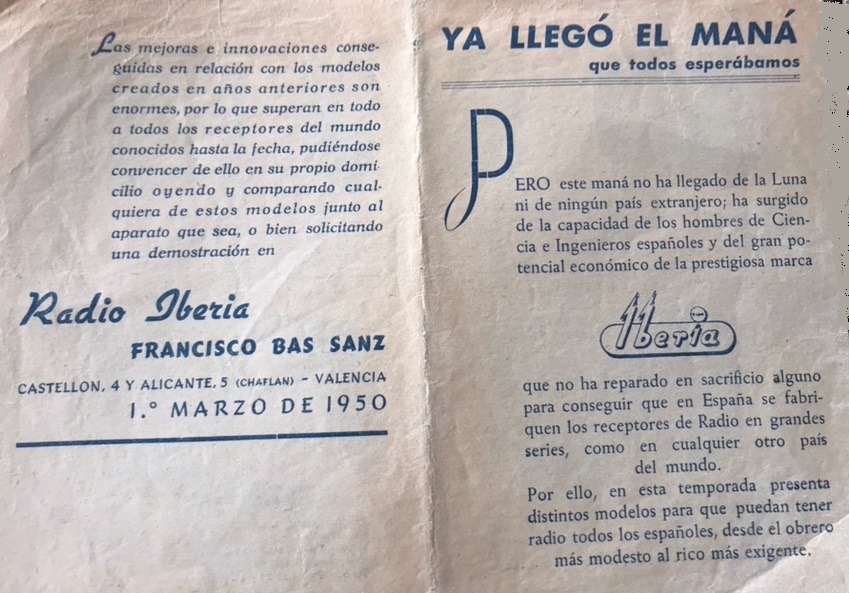 Las mejoras e innovaciones conse-
guidas en relación con los modelos
creados en años anteriores son
enormes, por lo que superan en todo
a todos los receptores del mundo
conocidos hasta la fecha, pudiéndose
convencer de ello en su propio domi-
cilio oyendo y comparando cual-
quiera de estos modelos junto al
aparato que sea, o bien solicitando
una demostración en
Radio Iberia
FRANCISCO BAS SANZ
CASTELLON, 4 Y ALICANTE, 5 (CHAFLAN) - VALENCIA
1.º MARZO DE 1950
YA LLEGÓ EL MANÁ
que todos esperábamos
PERO este maná no ha llegado de la Luna
ni de ningún país extranjero; ha surgido
de la capacidad de los hombres de Cien-
cia e Ingenieros españoles y del gran po-
tencial económico de la prestigiosa marca
Iberia
que no ha reparado en sacrificio alguno
para conseguir que en España se fabri-
quen los receptores de Radio en grandes
series, como en cualquier otro país
del mundo.
Por ello, en esta temporada presenta
distintos modelos para que puedan tener
radio todos los españoles, desde el obrero
más modesto al rico más exigente.